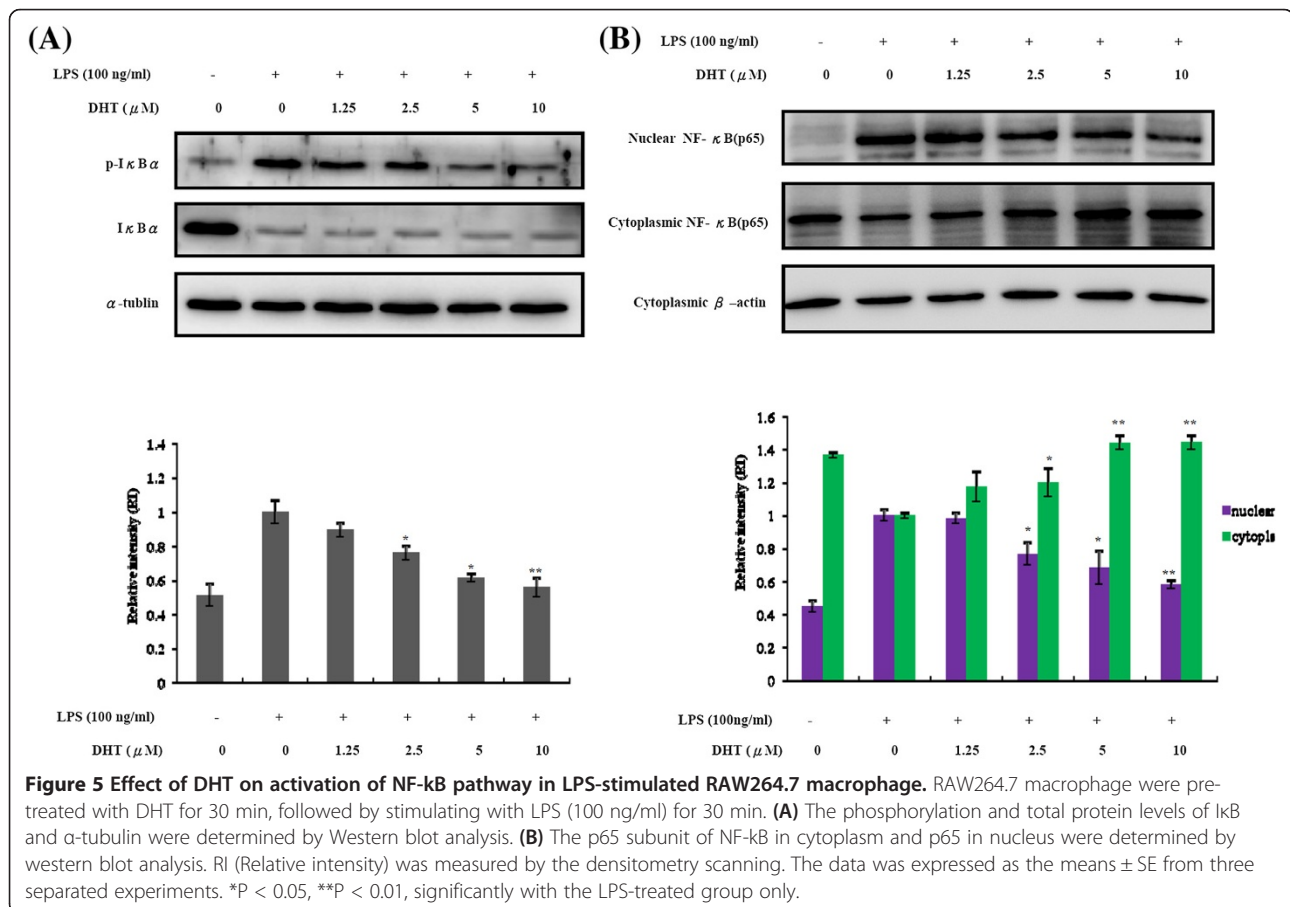 (A)
LPS (100 ng/ml) - + + + + +
DHT (μM) 0 0 1.25 2.5 5 10
p-IκBα
IκBα
α-tublin
1.4
1.2
1
0.8
0.6
0.4
0.2
0
Relative intensity (RI)
*
*
**
LPS (100 ng/ml) - + + + + +
DHT (μM) 0 0 1.25 2.5 5 10
(B)
LPS (100 ng/ml) - + + + + +
DHT (μM) 0 0 1.25 2.5 5 10
Nuclear NF- κB(p65)
Cytoplasmic NF- κB(p65)
Cytoplasmic β –actin
1.6
1.4
1.2
1
0.8
0.6
0.4
0.2
0
Relative intensity (RI)
*
*
*
**
**
**
nuclear
cytopls
LPS (100ng/ml) - + + + + +
DHT (μM) 0 0 1.25 2.5 5 10
Figure 5 Effect of DHT on activation of NF-kB pathway in LPS-stimulated RAW264.7 macrophage. RAW264.7 macrophage were pre-
treated with DHT for 30 min, followed by stimulating with LPS (100 ng/ml) for 30 min. (A) The phosphorylation and total protein levels of IκB
and α-tubulin were determined by Western blot analysis. (B) The p65 subunit of NF-kB in cytoplasm and p65 in nucleus were determined by
western blot analysis. RI (Relative intensity) was measured by the densitometry scanning. The data was expressed as the means ± SE from three
separated experiments. *P < 0.05, **P < 0.01, significantly with the LPS-treated group only.